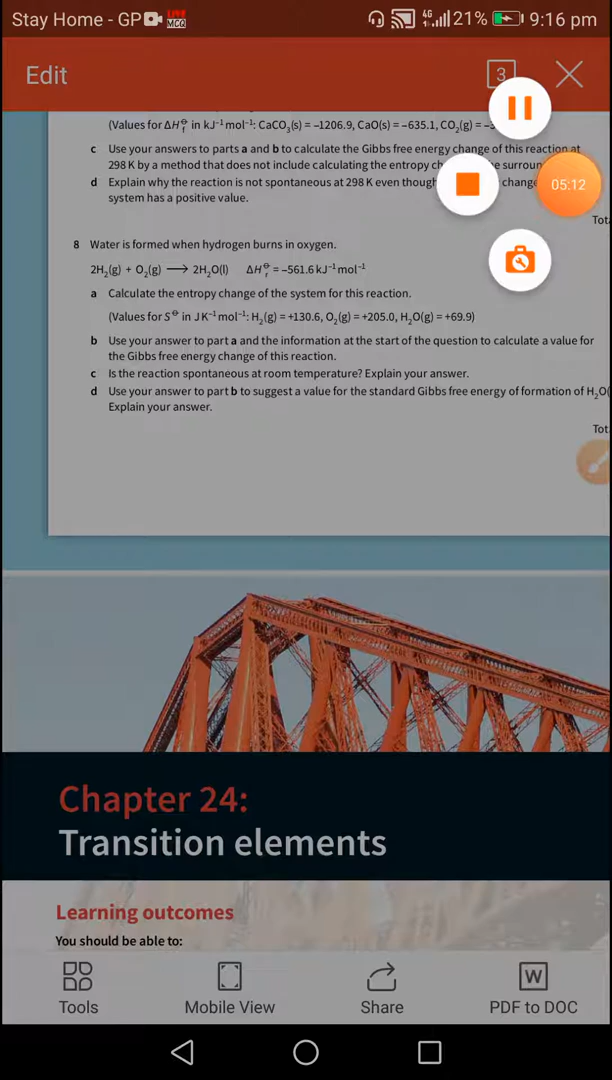 Stay Home - GP LIVE MCQ 4G 21% 9:16 pm
Edit 3
(Values for ΔH⦵f in kJ⁻¹ mol⁻¹: CaCO₃(s) = −1206.9, CaO(s) = −635.1, CO₂(g) = −3
c Use your answers to parts a and b to calculate the Gibbs free energy change of this reaction at
298 K by a method that does not include calculating the entropy ch e surroun
d Explain why the reaction is not spontaneous at 298 K even though change
system has a positive value.
05:12
Tot
8 Water is formed when hydrogen burns in oxygen.
2H₂(g) + O₂(g) ⟶ 2H₂O(l) ΔH⦵r = −561.6 kJ⁻¹ mol⁻¹
a Calculate the entropy change of the system for this reaction.
(Values for S⦵ in J K⁻¹ mol⁻¹: H₂(g) = +130.6, O₂(g) = +205.0, H₂O(g) = +69.9)
b Use your answer to part a and the information at the start of the question to calculate a value for
the Gibbs free energy change of this reaction.
c Is the reaction spontaneous at room temperature? Explain your answer.
d Use your answer to part b to suggest a value for the standard Gibbs free energy of formation of H₂O(
Explain your answer.
Tot
Chapter 24:
Transition elements
Learning outcomes
You should be able to:
Tools Mobile View Share W PDF to DOC